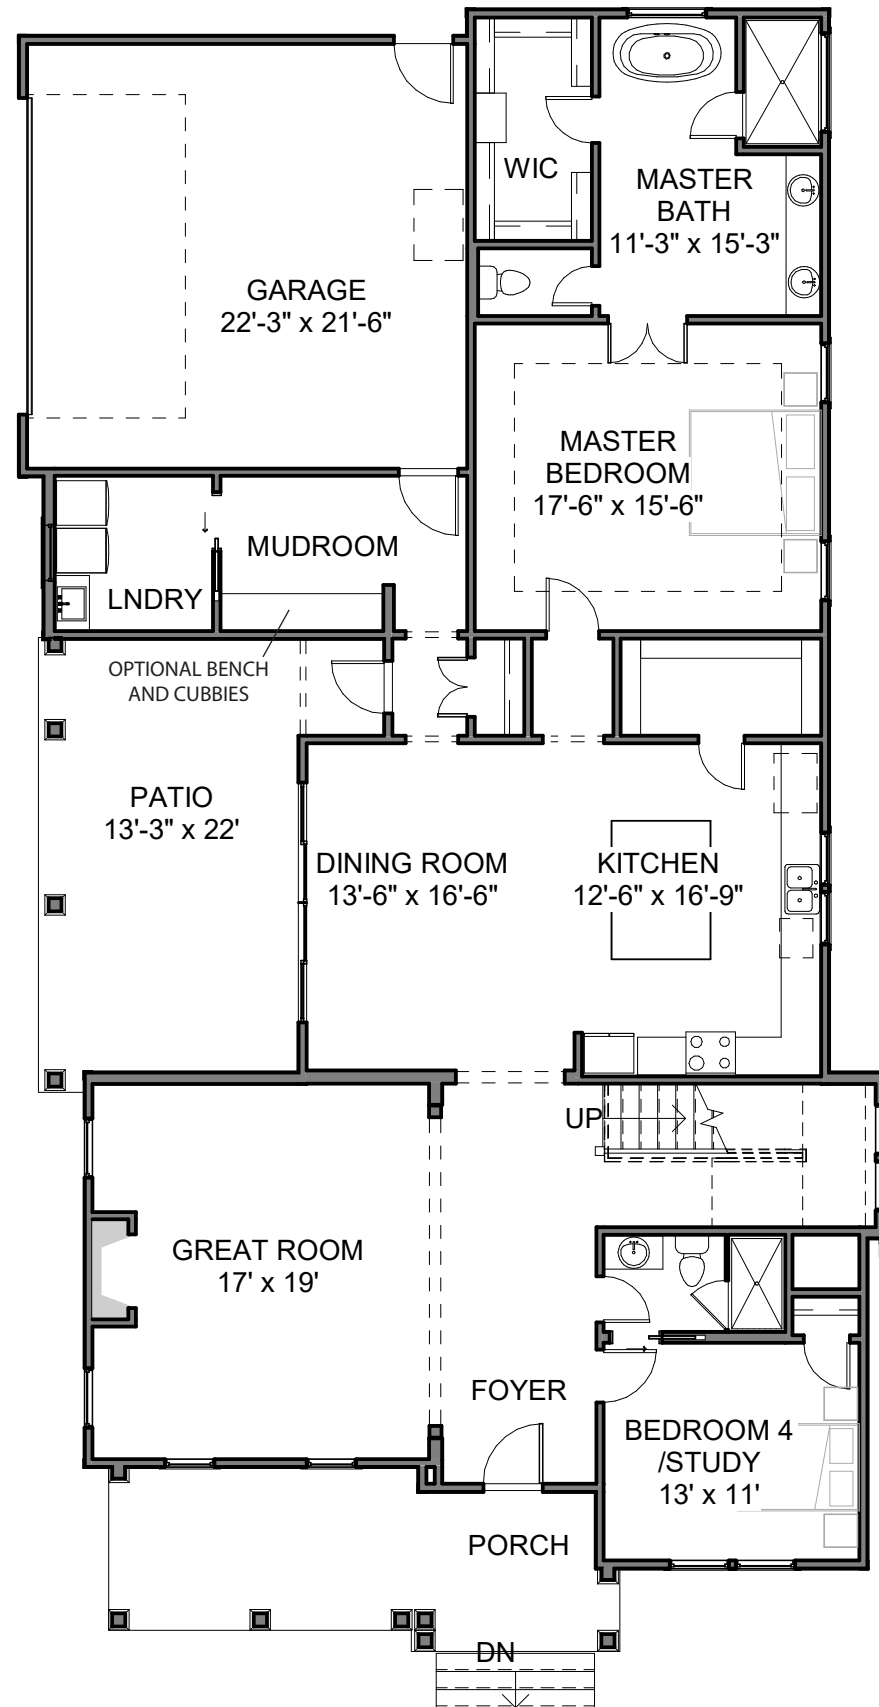 WIC
MASTER
BATH
11'-3" x 15'-3"
GARAGE
22'-3" x 21'-6"
MASTER
BEDROOM
17'-6" x 15'-6"
MUDROOM
LNDRY
OPTIONAL BENCH
AND CUBBIES
PATIO
13'-3" x 22'
DINING ROOM
13'-6" x 16'-6"
KITCHEN
12'-6" x 16'-9"
UP
GREAT ROOM
17' x 19'
FOYER
BEDROOM 4
/STUDY
13' x 11'
PORCH
DN